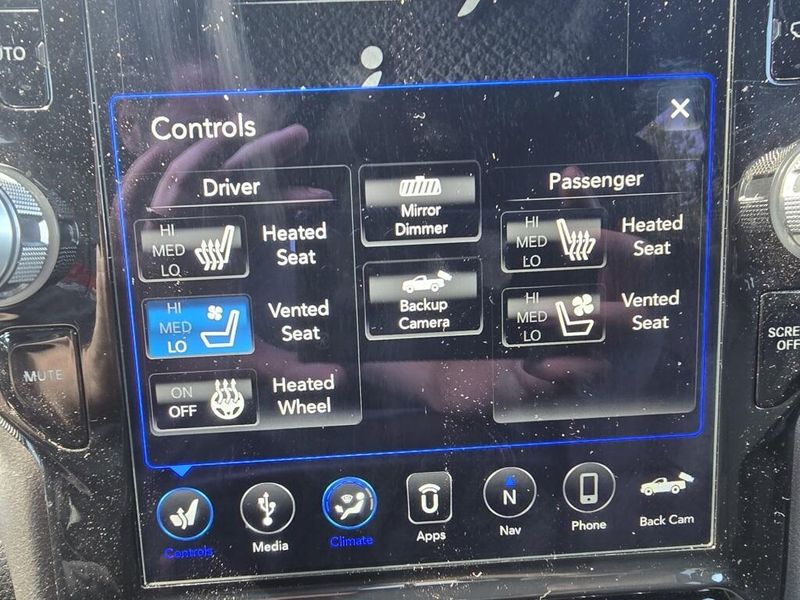 Controls
×
Driver
HI
MED
LO
Heated
Seat
HI
MED
LO
Vented
Seat
ON
OFF
Heated
Wheel
Mirror
Dimmer
Backup
Camera
Passenger
HI
MED
LO
Heated
Seat
HI
MED
LO
Vented
Seat
Controls
Media
Climate
U
Apps
N
Nav
Phone
Back Cam
MUTE
OFF